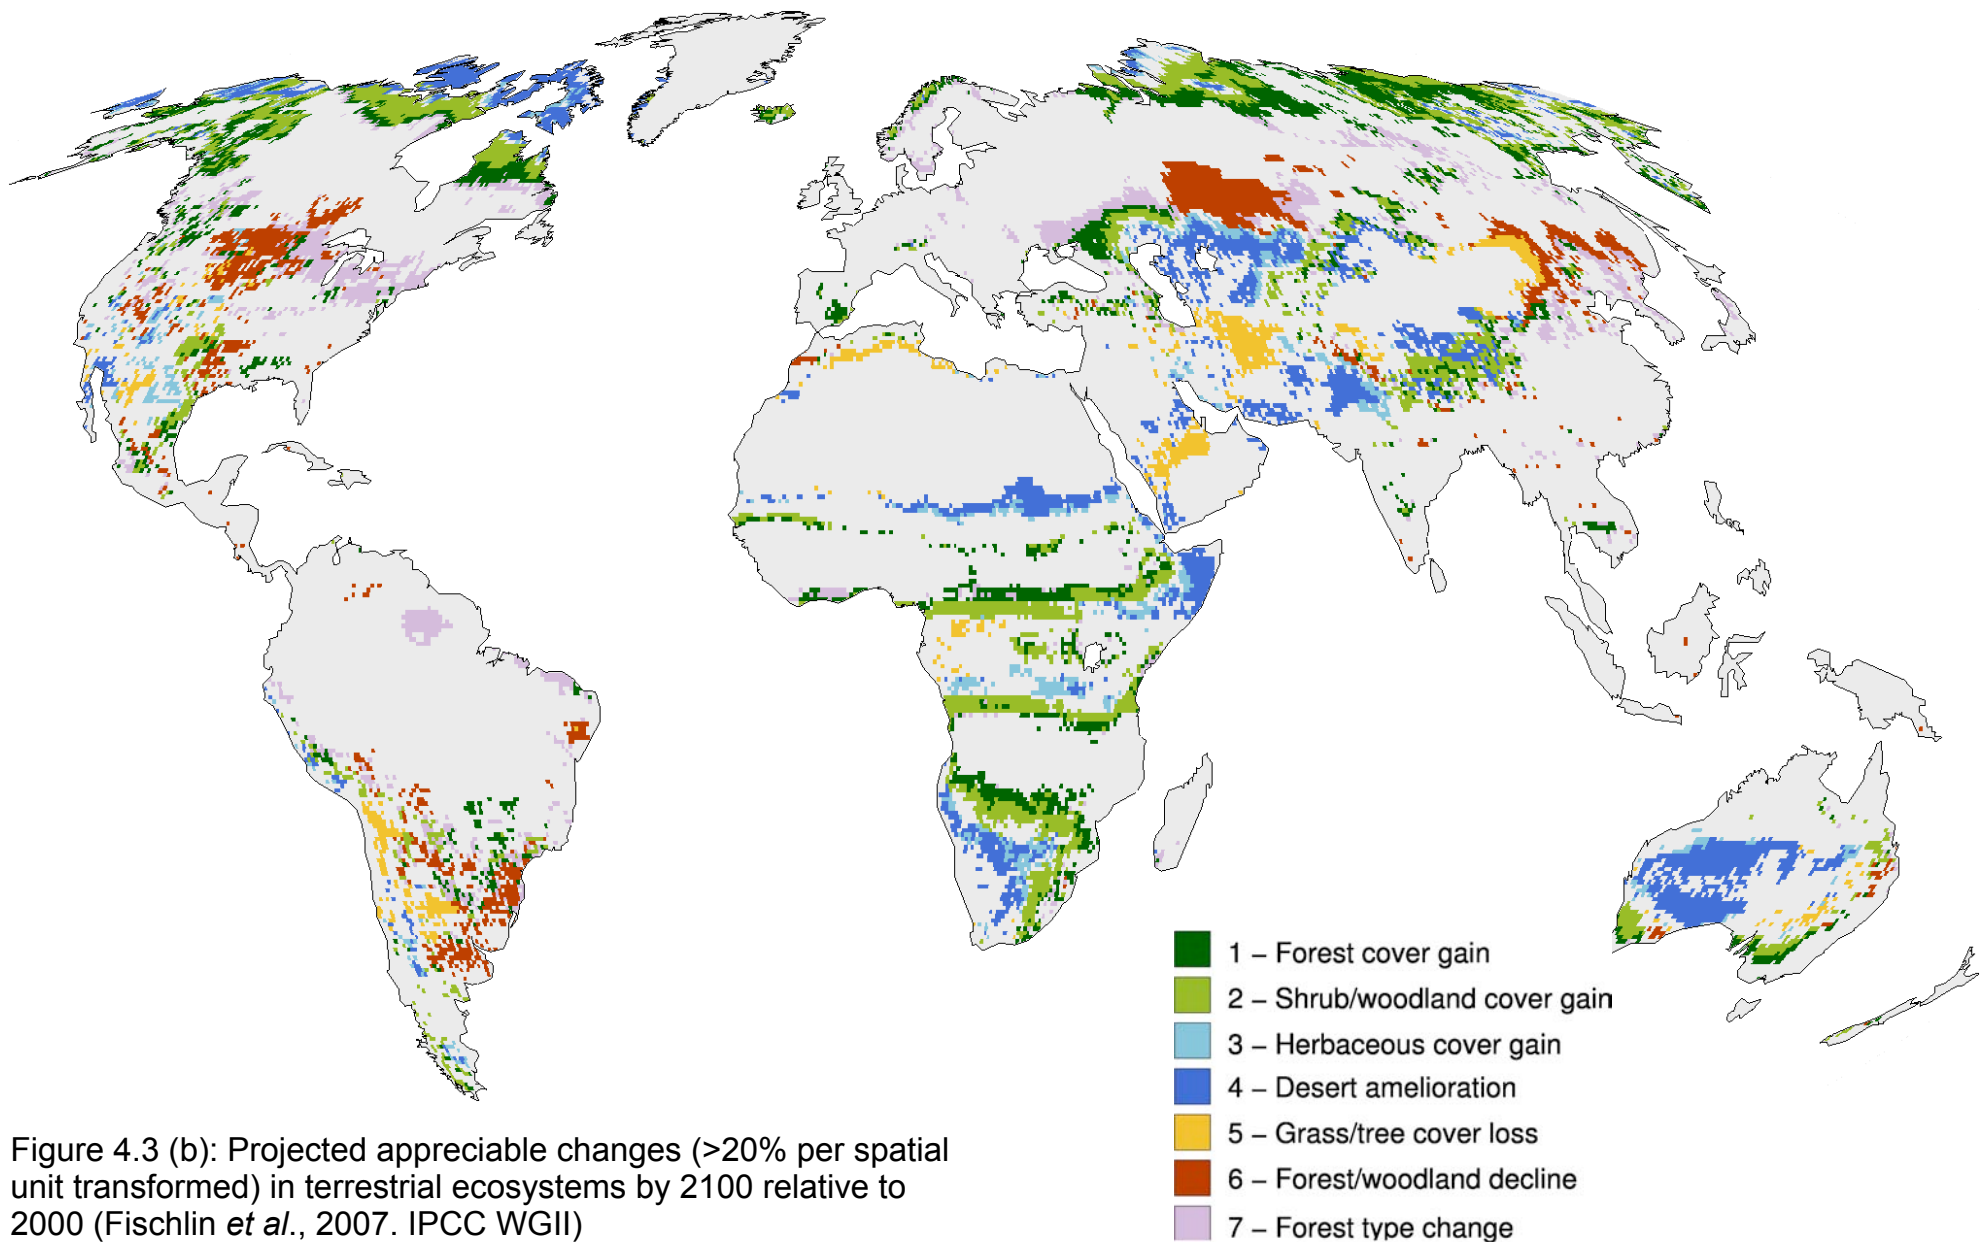 1 – Forest cover gain
2 – Shrub/woodland cover gain
3 – Herbaceous cover gain
4 – Desert amelioration
5 – Grass/tree cover loss
6 – Forest/woodland decline
7 – Forest type change
Figure 4.3 (b): Projected appreciable changes (>20% per spatial
unit transformed) in terrestrial ecosystems by 2100 relative to
2000 (Fischlin et al., 2007. IPCC WGII)